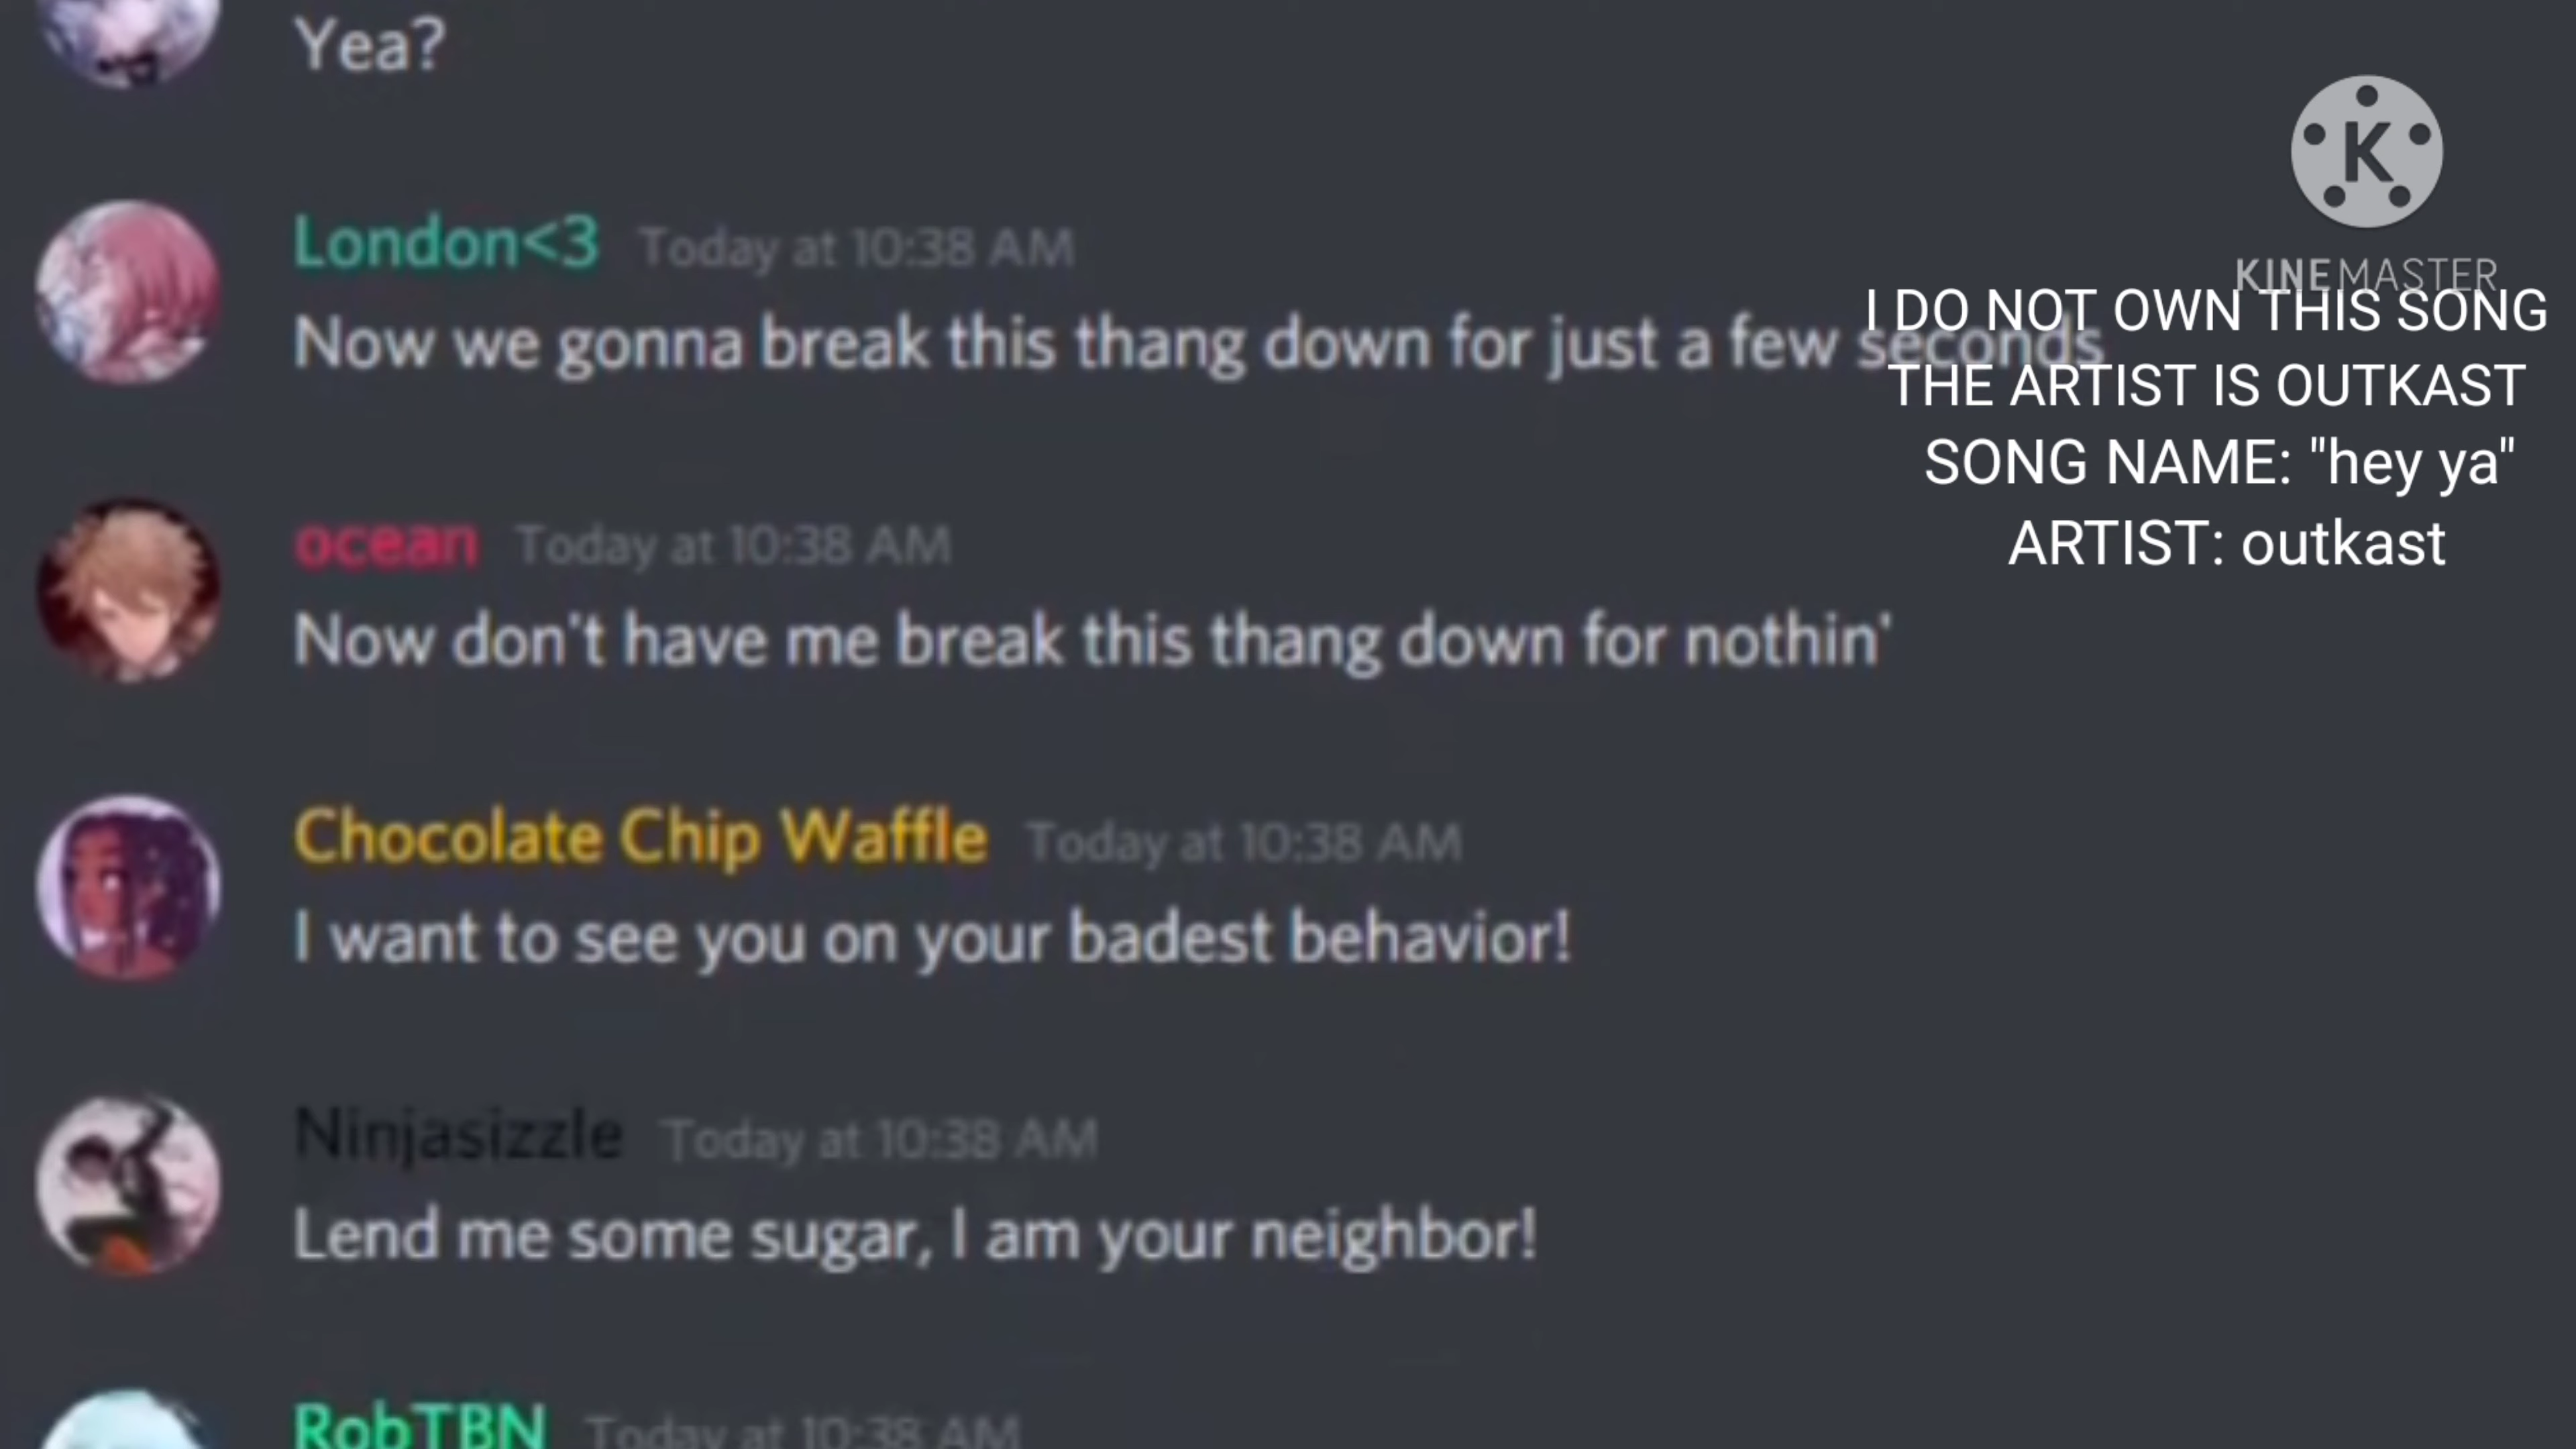 Yea?
London<3 Today at 10:38 AM
Now we gonna break this thang down for just a few seconds
ocean Today at 10:38 AM
Now don't have me break this thang down for nothin'
Chocolate Chip Waffle Today at 10:38 AM
I want to see you on your badest behavior!
Ninjasizzle Today at 10:38 AM
Lend me some sugar, I am your neighbor!
RobTBN Today at 10:38 AM
K
KINEMASTER
I DO NOT OWN THIS SONG
THE ARTIST IS OUTKAST
SONG NAME: "hey ya"
ARTIST: outkast